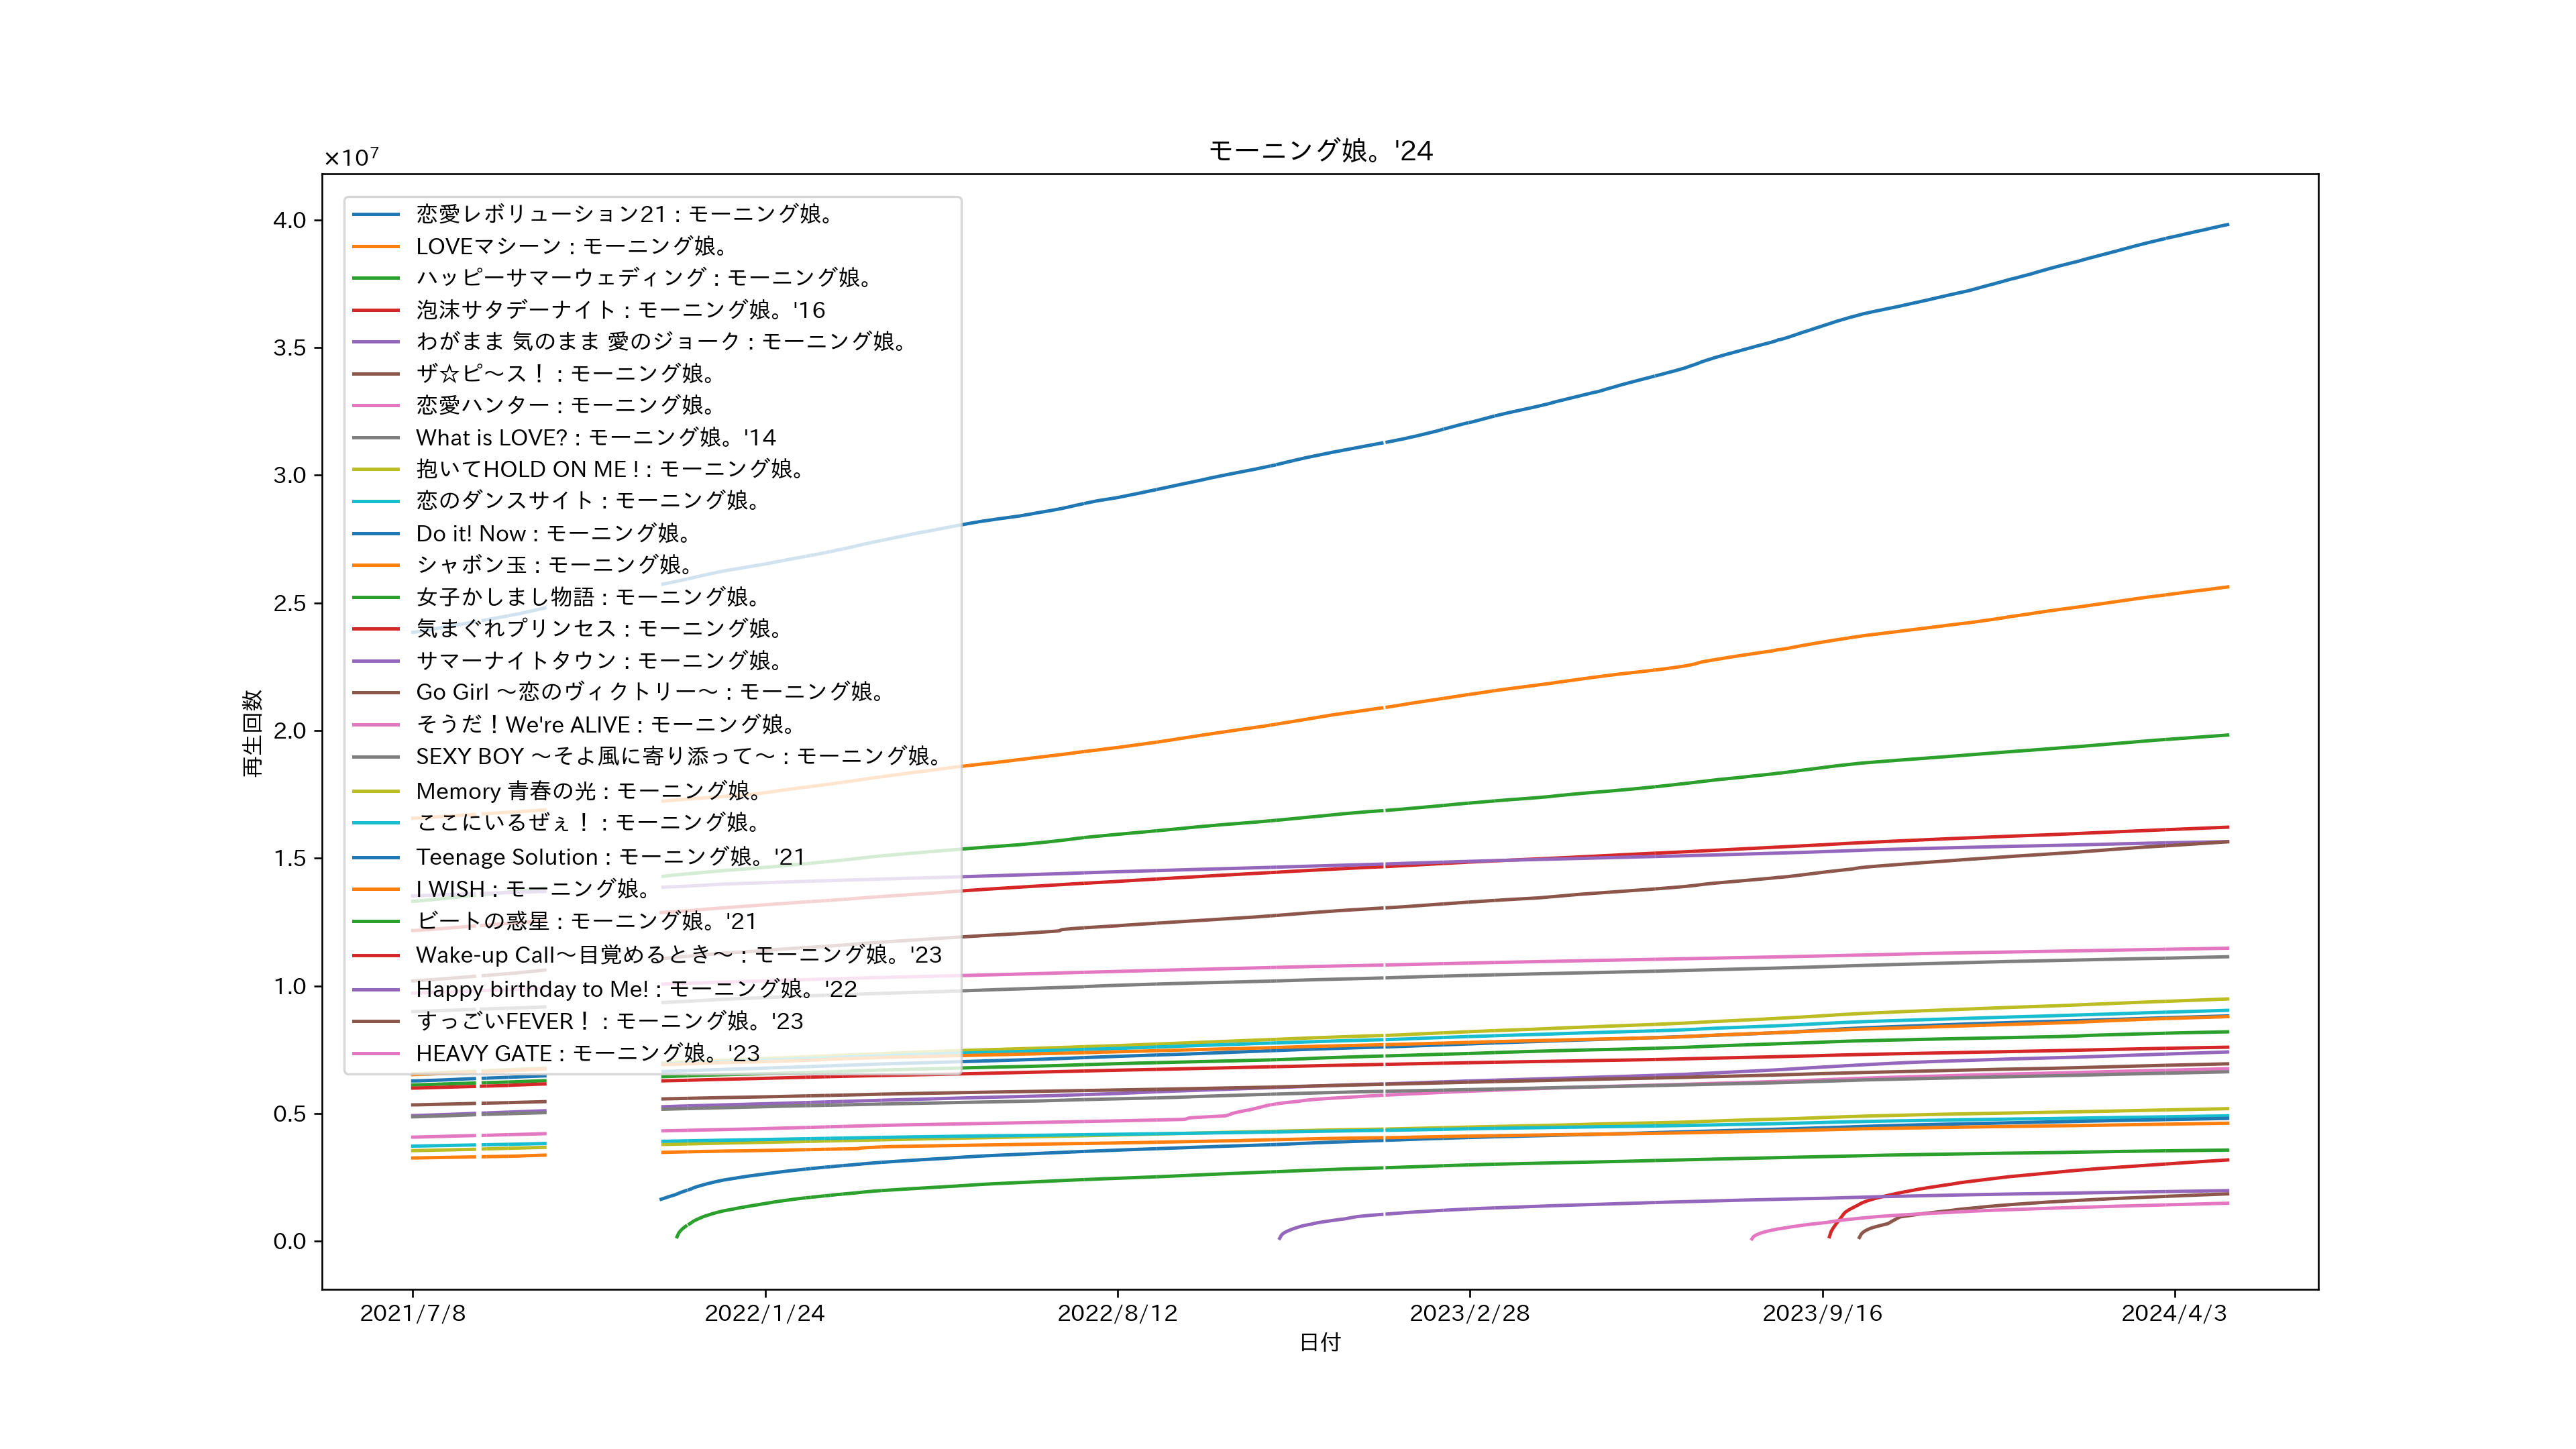 モーニング娘。'24
×10⁷
4.0
3.5
3.0
2.5
2.0
1.5
1.0
0.5
0.0
再生回数
恋愛レボリューション21 : モーニング娘。
LOVEマシーン : モーニング娘。
ハッピーサマーウェディング : モーニング娘。
泡沫サタデーナイト : モーニング娘。'16
わがまま 気のまま 愛のジョーク : モーニング娘。
ザ☆ピ〜ス！ : モーニング娘。
恋愛ハンター : モーニング娘。
What is LOVE? : モーニング娘。'14
抱いてHOLD ON ME ! : モーニング娘。
恋のダンスサイト : モーニング娘。
Do it! Now : モーニング娘。
シャボン玉 : モーニング娘。
女子かしまし物語 : モーニング娘。
気まぐれプリンセス : モーニング娘。
サマーナイトタウン : モーニング娘。
Go Girl 〜恋のヴィクトリー〜 : モーニング娘。
そうだ！We're ALIVE : モーニング娘。
SEXY BOY 〜そよ風に寄り添って〜 : モーニング娘。
Memory 青春の光 : モーニング娘。
ここにいるぜぇ！ : モーニング娘。
Teenage Solution : モーニング娘。'21
I WISH : モーニング娘。
ビートの惑星 : モーニング娘。'21
Wake-up Call〜目覚めるとき〜 : モーニング娘。'23
Happy birthday to Me! : モーニング娘。'22
すっごいFEVER！ : モーニング娘。'23
HEAVY GATE : モーニング娘。'23
2021/7/8
2022/1/24
2022/8/12
2023/2/28
2023/9/16
2024/4/3
日付